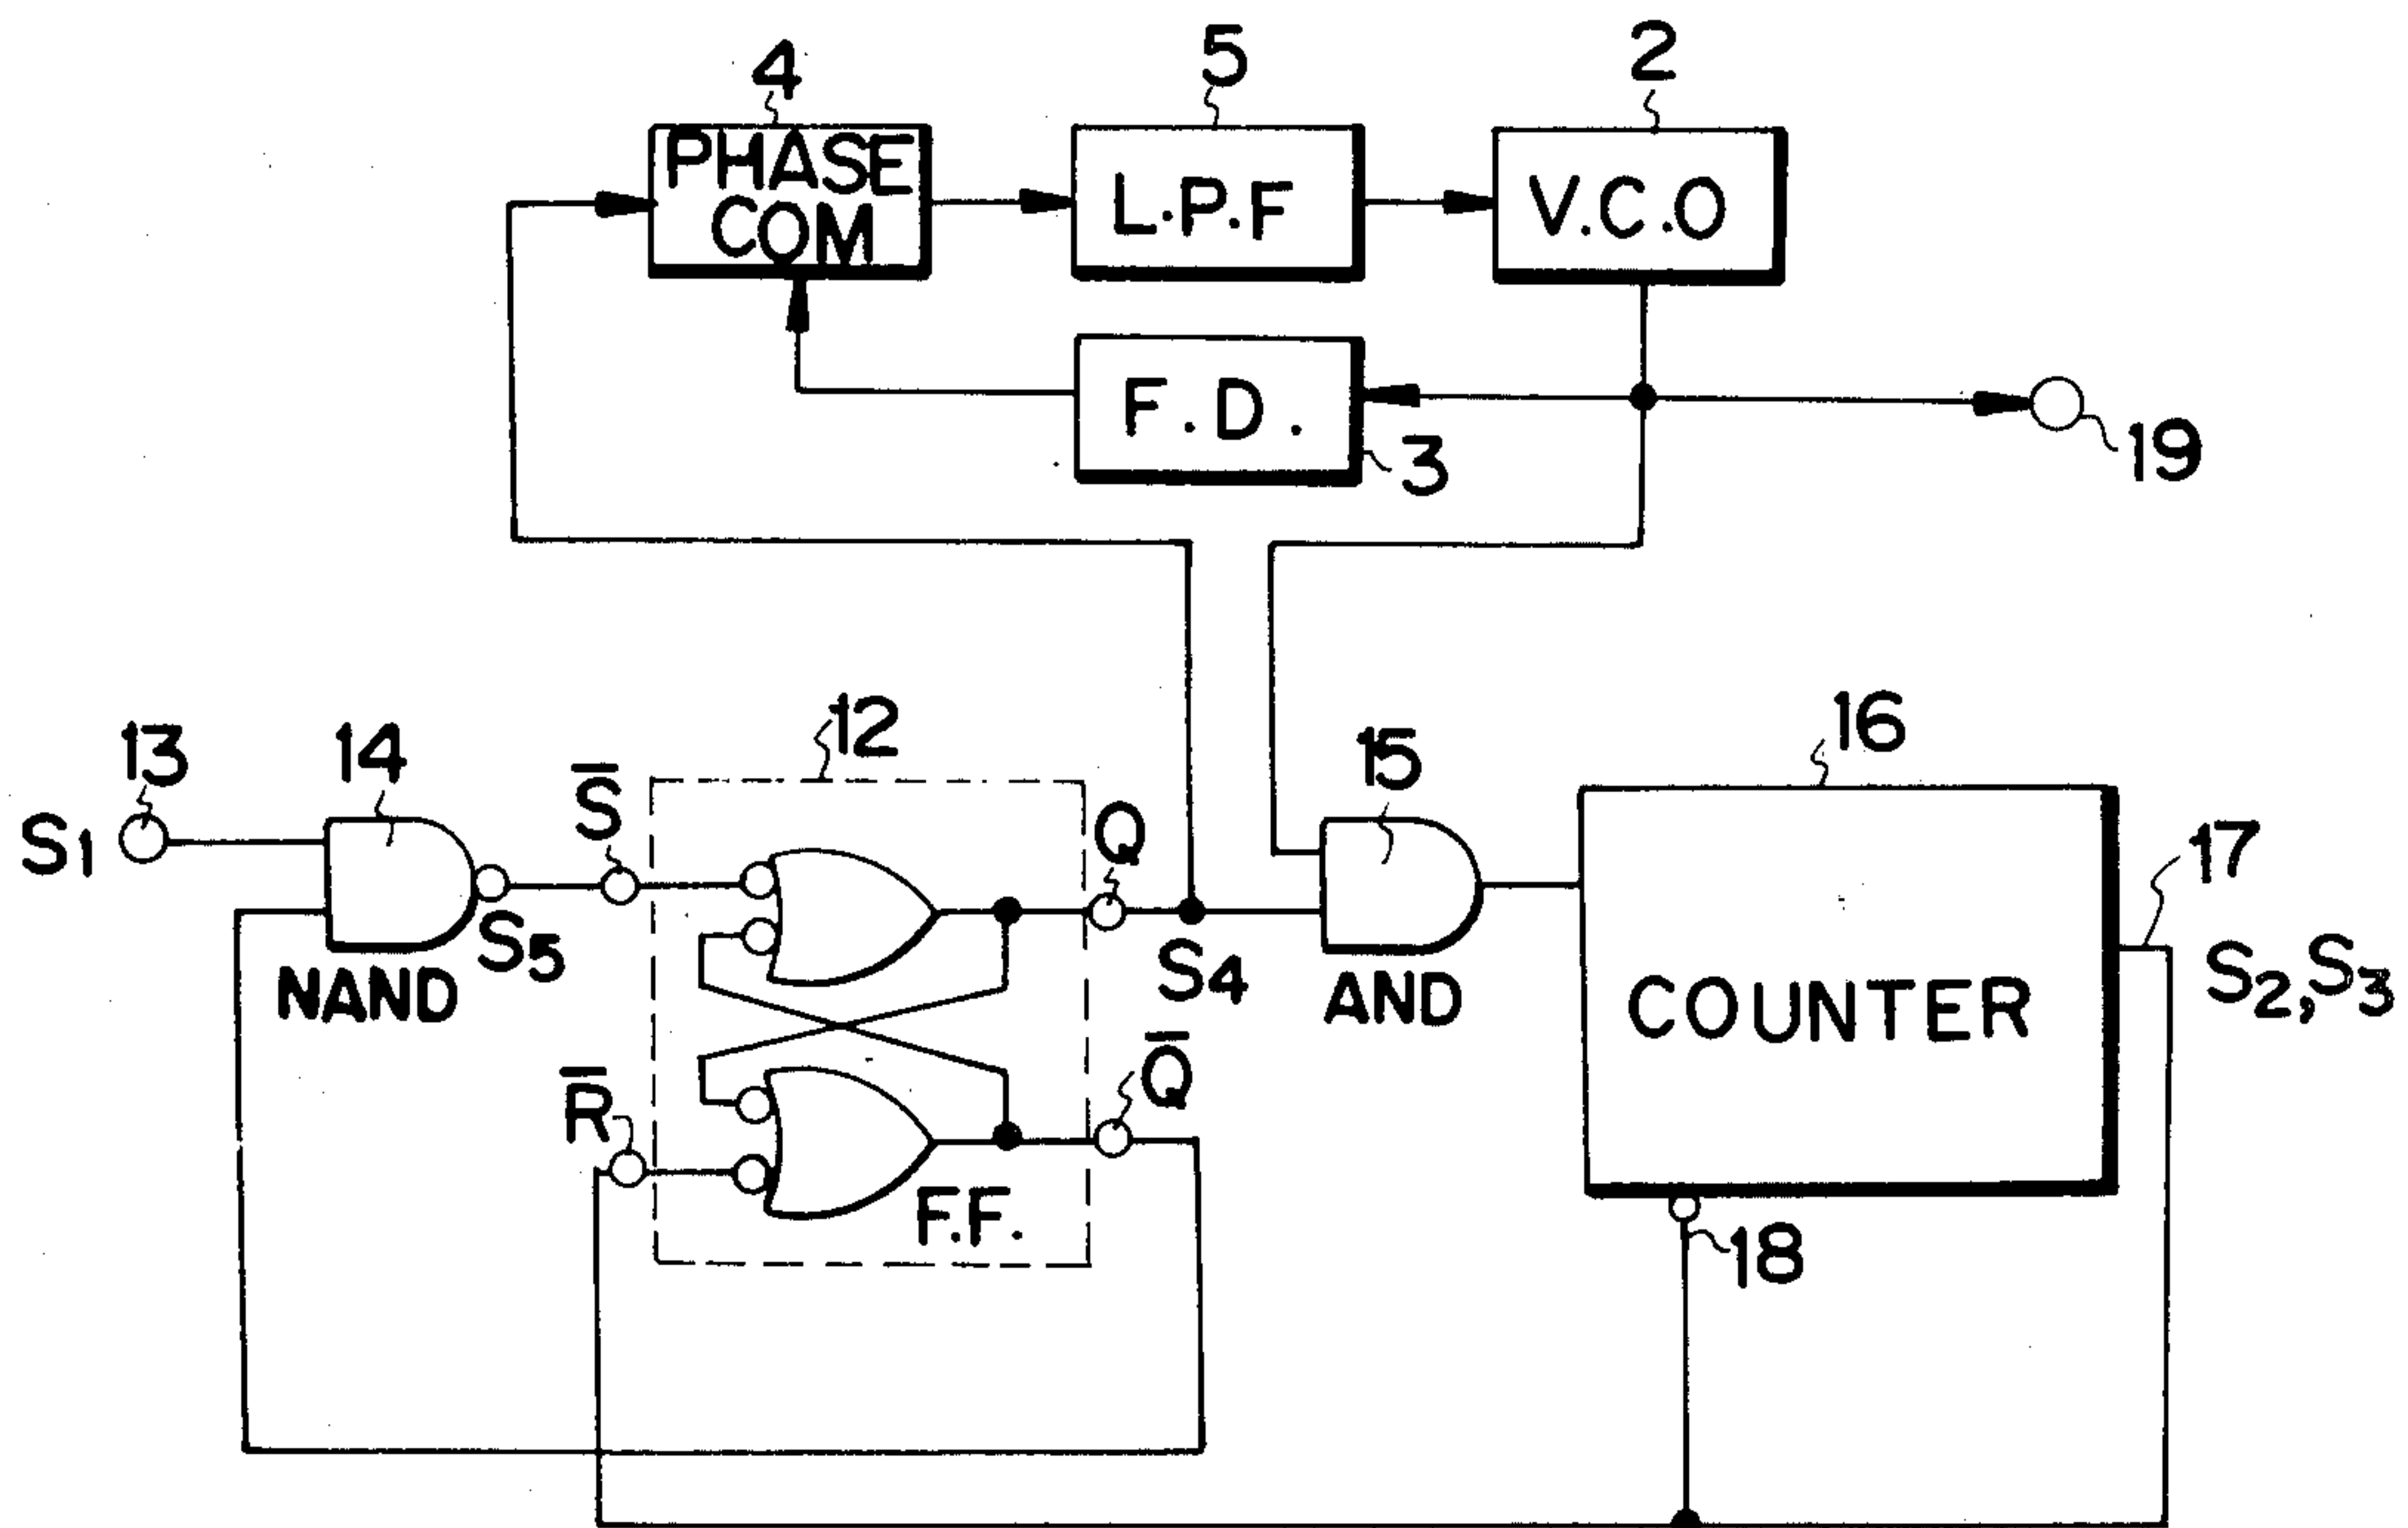 4
5
2
PHASE
COM
L.P.F
V.C.O
F.D.
3
19
13
14
S̅
12
Q
15
16
17
S1
S5
NAND
S4
AND
COUNTER
S2,S3
R̅
Q̅
F.F.
18